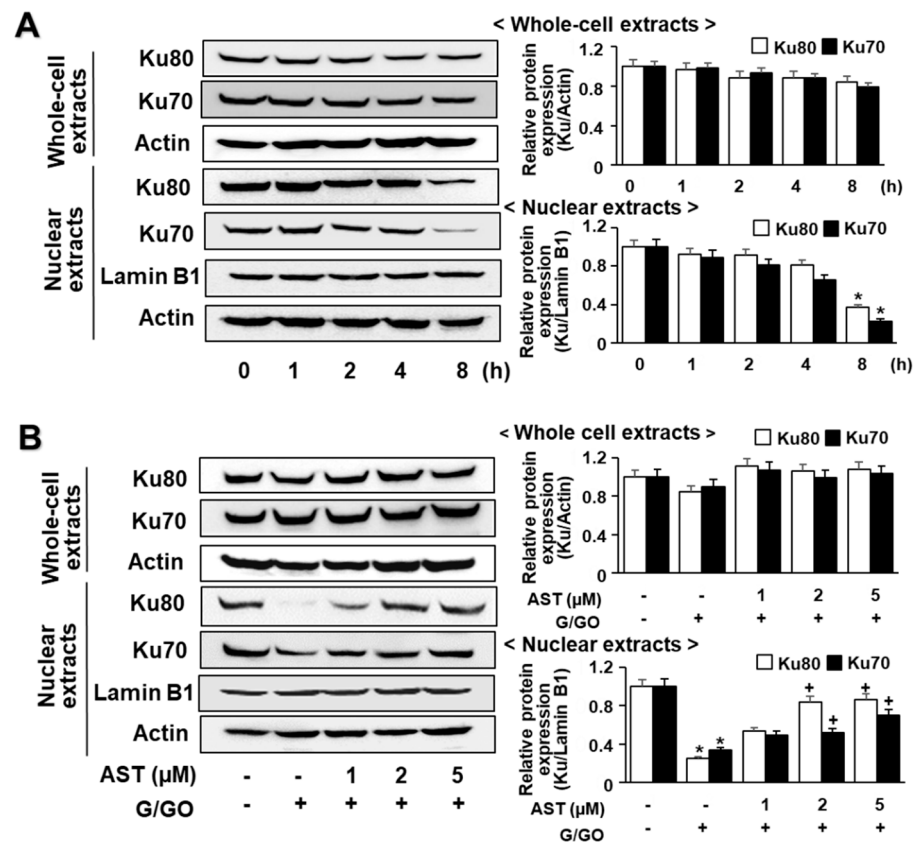 A
Whole-cell
extracts
Ku80
Ku70
Actin
Nuclear
extracts
Ku80
Ku70
Lamin B1
Actin
0 1 2 4 8 (h)
< Whole-cell extracts >
Ku80 Ku70
Relative protein
expression
(Ku/Actin)
1.2
0.8
0.4
0
0 1 2 4 8 (h)
< Nuclear extracts >
Ku80 Ku70
Relative protein
expression
(Ku/Lamin B1)
1.2
0.8
0.4
0
* *
0 1 2 4 8 (h)
B
Whole-cell
extracts
Ku80
Ku70
Actin
Nuclear
extracts
Ku80
Ku70
Lamin B1
Actin
AST (µM) - - 1 2 5
G/GO - + + + +
< Whole cell extracts >
Ku80 Ku70
Relative protein
expression
(Ku/Actin)
1.2
0.8
0.4
0
AST (µM) - - 1 2 5
G/GO - + + + +
< Nuclear extracts >
Ku80 Ku70
Relative protein
expression
(Ku/Lamin B1)
1.2
0.8
0.4
0
* * + + + +
AST (µM) - - 1 2 5
G/GO - + + + +